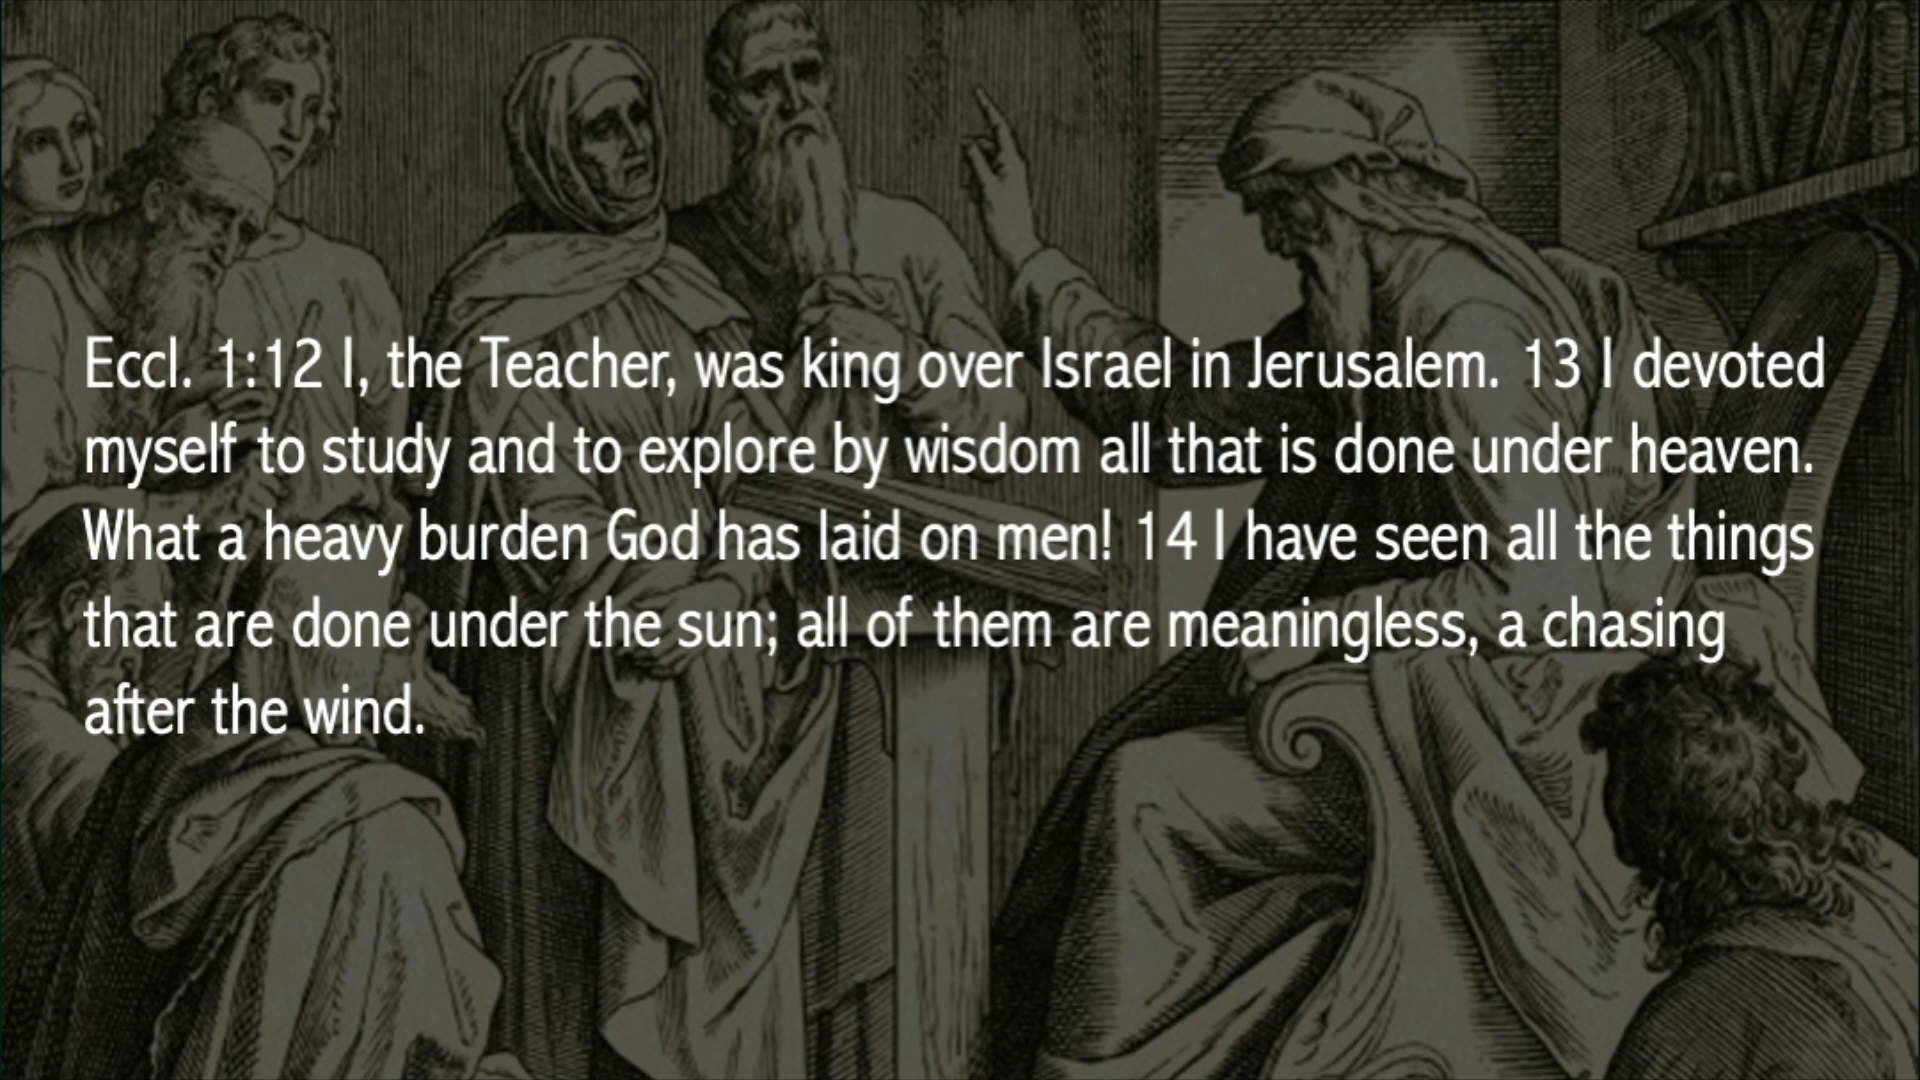 Eccl. 1:12 I, the Teacher, was king over Israel in Jerusalem. 13 I devoted
myself to study and to explore by wisdom all that is done under heaven.
What a heavy burden God has laid on men! 14 I have seen all the things
that are done under the sun; all of them are meaningless, a chasing
after the wind.